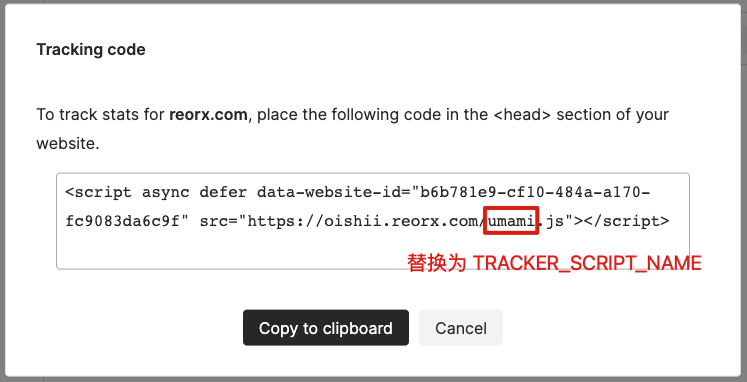 Tracking code
To track stats for reorx.com, place the following code in the <head> section of your
website.
<script async defer data-website-id="b6b781e9-cf10-484a-a170-
fc9083da6c9f" src="https://oishii.reorx.com/umami.js"></script>
替换为 TRACKER_SCRIPT_NAME
Copy to clipboard
Cancel